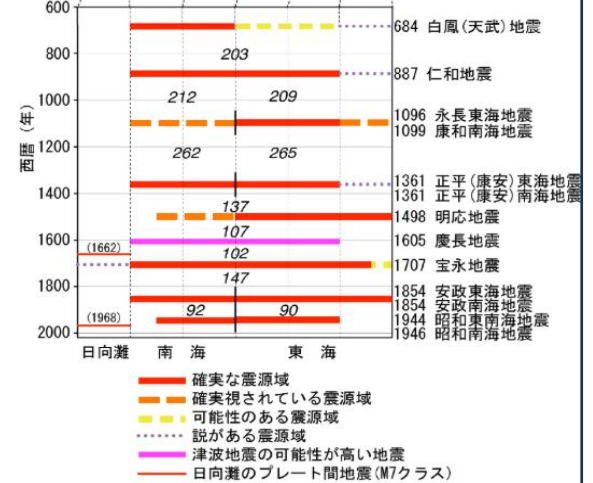 600
684 白鳳(天武)地震
800
203
887 仁和地震
212 209
1000
1096 永長東海地震
1099 康和南海地震
西暦(年)
1200
262 265
1361 正平(康安)東海地震
1361 正平(康安)南海地震
1400
137
1498 明応地震
107
1600
1605 慶長地震
(1662)
102
1707 宝永地震
147
1800
1854 安政東海地震
1854 安政南海地震
(1968)
92 90
1944 昭和東南海地震
1946 昭和南海地震
2000
日向灘 南 海 東 海
確実な震源域
確実視されている震源域
可能性のある震源域
説がある震源域
津波地震の可能性が高い地震
日向灘のプレート間地震(M7クラス)